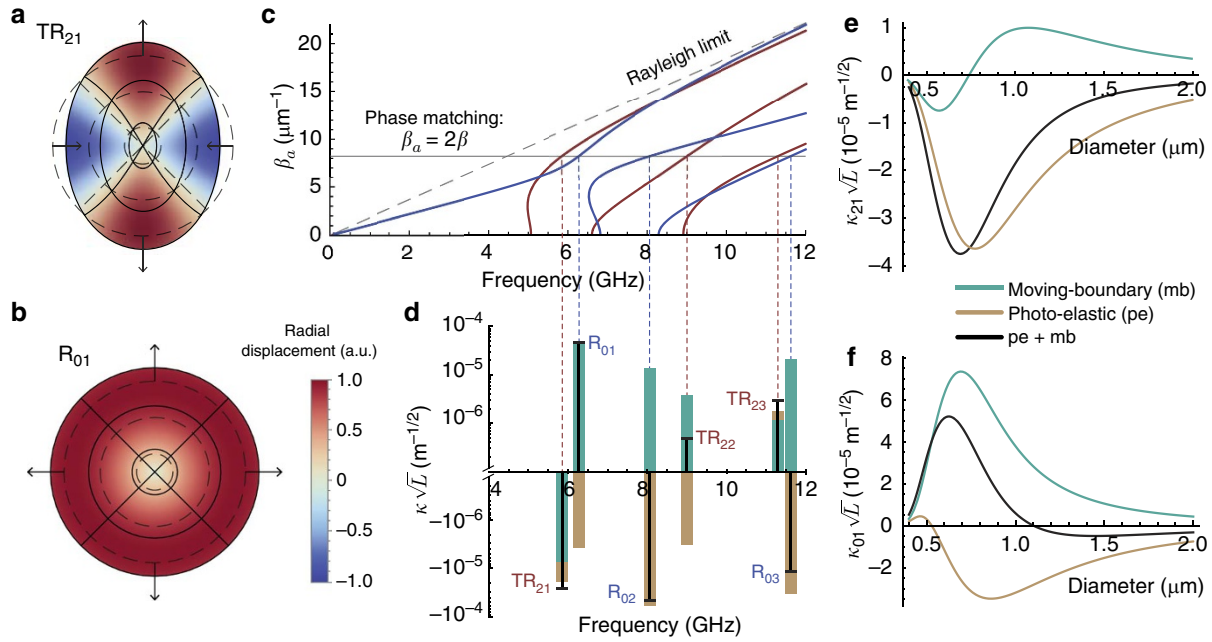 a
TR21
b
R01
Radial
displacement (a.u.)
1.0
0.5
0
−0.5
−1.0
c
20
15
10
5
0
βa (μm−1)
Rayleigh limit
Phase matching:
βa = 2β
0
2
4
6
8
10
12
Frequency (GHz)
d
10−4
10−5
10−6
−10−6
−10−5
−10−4
κ√L (m−1/2)
4
6
8
10
12
R01
TR23
TR22
TR21
R02
R03
Frequency (GHz)
e
1
0
−1
−2
−3
−4
κ21√L (10−5 m−1/2)
0.5
1.0
1.5
2.0
Diameter (μm)
Moving-boundary (mb)
Photo-elastic (pe)
pe + mb
f
8
6
4
2
0
−2
κ01√L (10−5 m−1/2)
0.5
1.0
1.5
2.0
Diameter (μm)